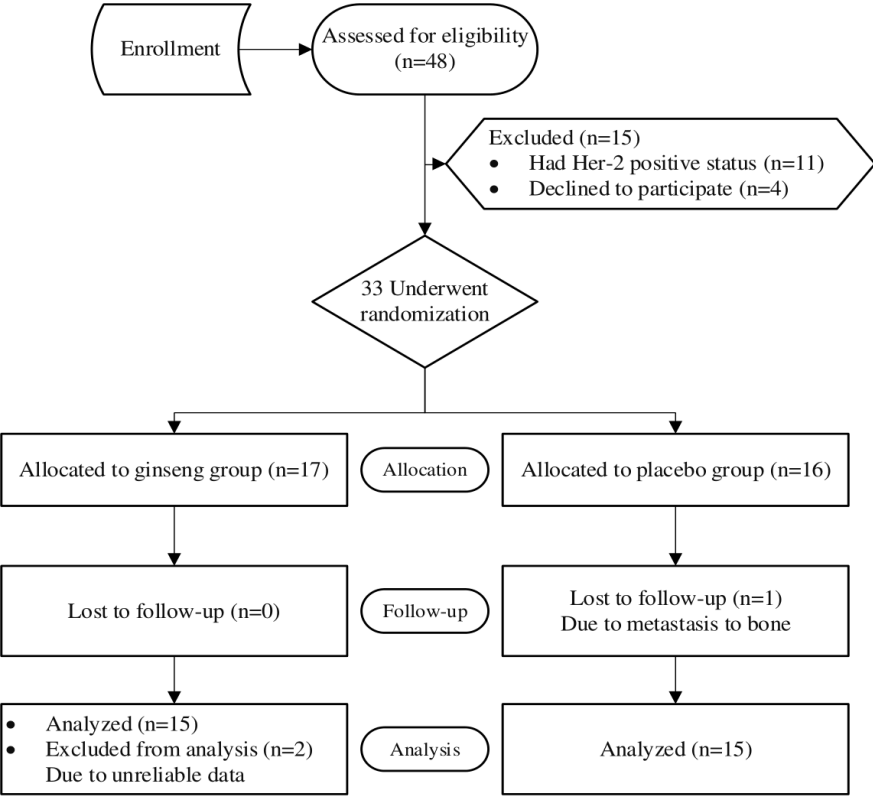 Enrollment
Assessed for eligibility
(n=48)
Excluded (n=15)
• Had Her-2 positive status (n=11)
• Declined to participate (n=4)
33 Underwent
randomization
Allocated to ginseng group (n=17)
Allocation
Allocated to placebo group (n=16)
Lost to follow-up (n=0)
Follow-up
Lost to follow-up (n=1)
Due to metastasis to bone
• Analyzed (n=15)
• Excluded from analysis (n=2)
Due to unreliable data
Analysis
Analyzed (n=15)